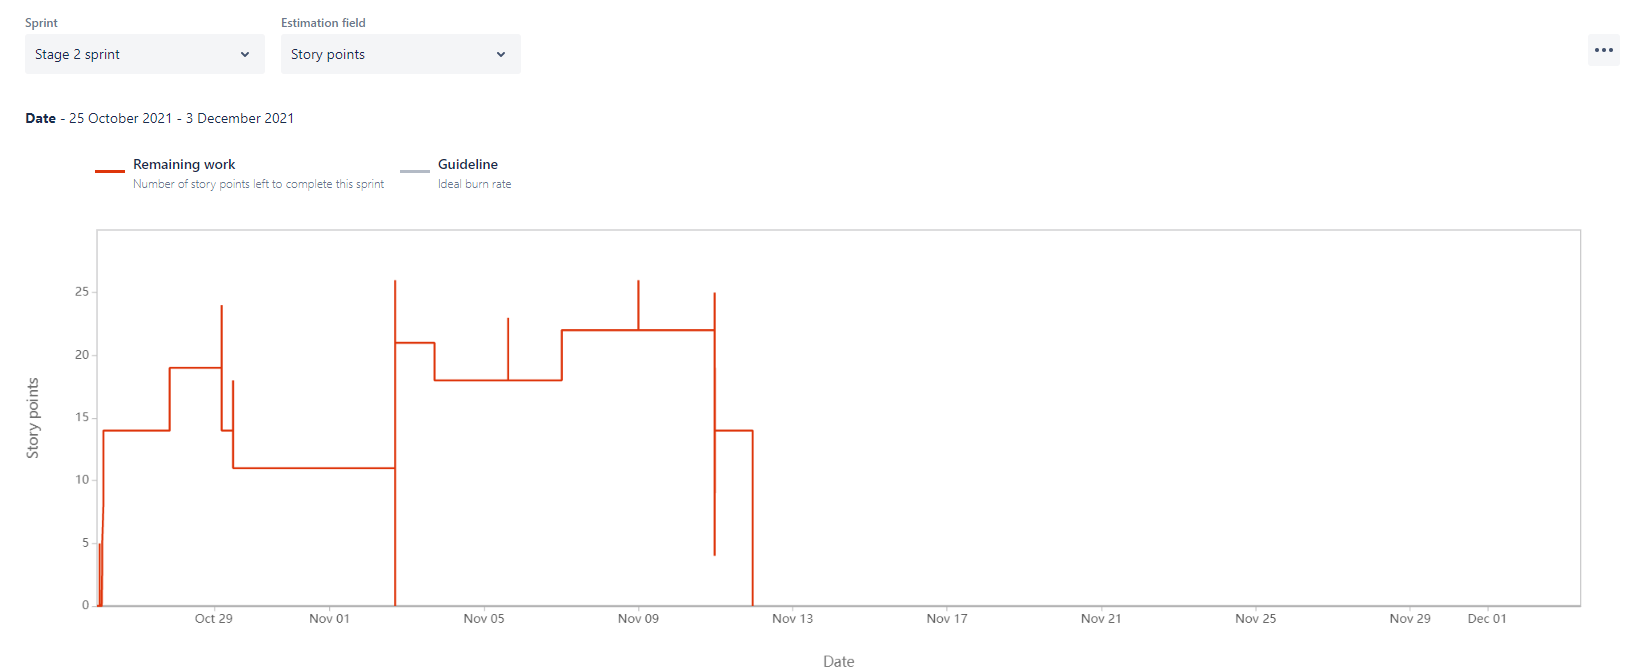 Sprint Estimation field
Stage 2 sprint Story points
Date - 25 October 2021 - 3 December 2021
Remaining work Guideline
Number of story points left to complete this sprint Ideal burn rate
25
20
15
10
5
0
Story points
Oct 29 Nov 01 Nov 05 Nov 09 Nov 13 Nov 17 Nov 21 Nov 25 Nov 29 Dec 01
Date